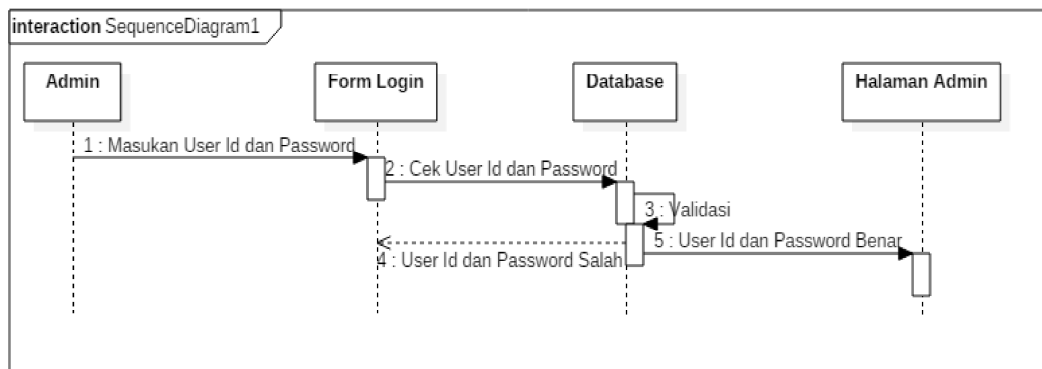 interaction SequenceDiagram1
Admin
Form Login
Database
Halaman Admin
1 : Masukan User Id dan Password
2 : Cek User Id dan Password
3 : Validasi
5 : User Id dan Password Benar
4 : User Id dan Password Salah